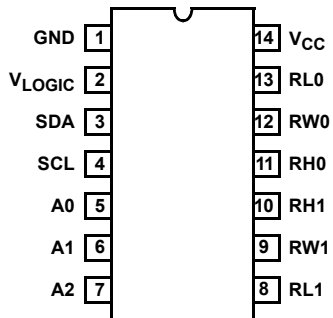 GND 1 14 VCC
VLOGIC 2 13 RL0
SDA 3 12 RW0
SCL 4 11 RH0
A0 5 10 RH1
A1 6 9 RW1
A2 7 8 RL1